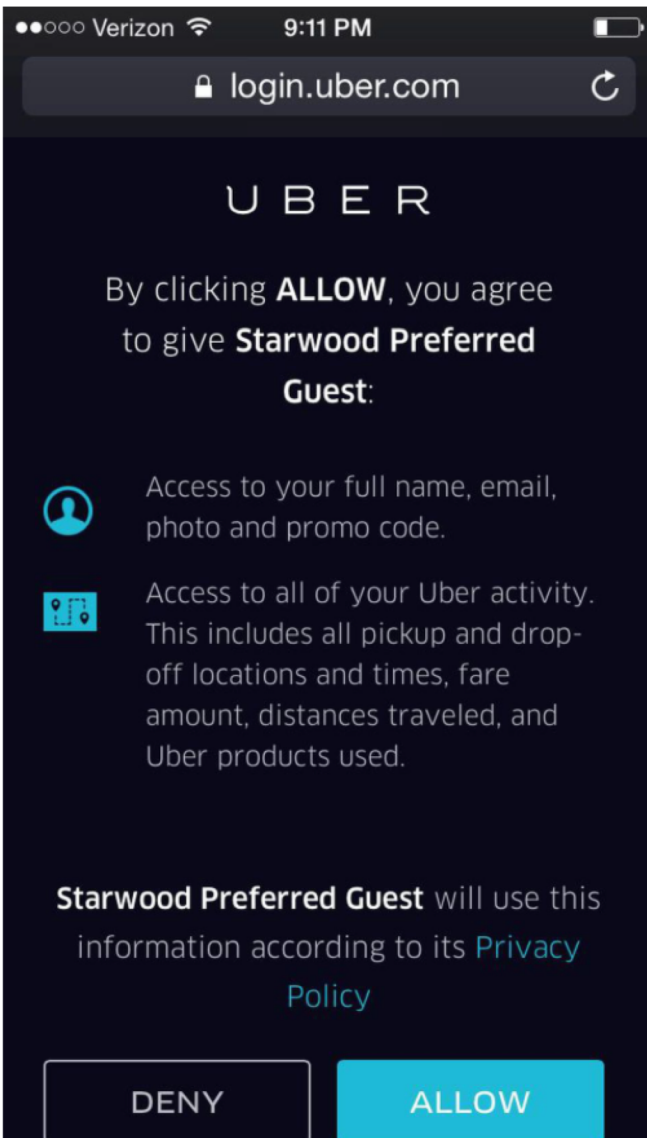 Verizon 9:11 PM
login.uber.com
UBER
By clicking ALLOW, you agree
to give Starwood Preferred
Guest:
Access to your full name, email,
photo and promo code.
Access to all of your Uber activity.
This includes all pickup and drop-
off locations and times, fare
amount, distances traveled, and
Uber products used.
Starwood Preferred Guest will use this
information according to its Privacy
Policy
DENY ALLOW